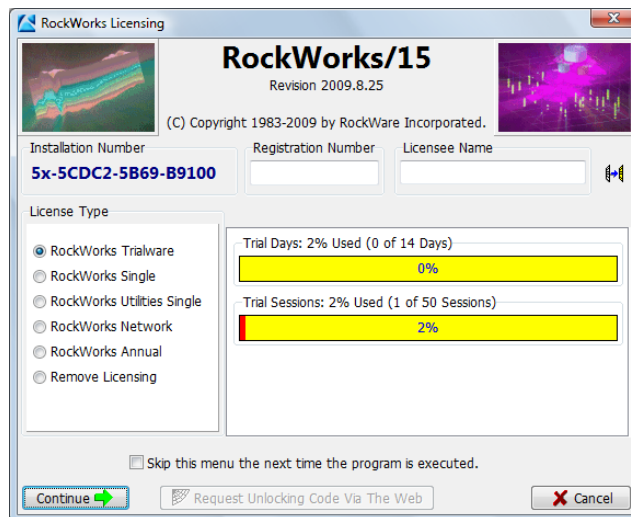 RockWorks Licensing
RockWorks/15
Revision 2009.8.25
(C) Copyright 1983-2009 by RockWare Incorporated.
Installation Number
Registration Number
Licensee Name
5x-5CDC2-5B69-B9100
License Type
RockWorks Trialware
RockWorks Single
RockWorks Utilities Single
RockWorks Network
RockWorks Annual
Remove Licensing
Trial Days: 2% Used (0 of 14 Days)
0%
Trial Sessions: 2% Used (1 of 50 Sessions)
2%
Skip this menu the next time the program is executed.
Continue
Request Unlocking Code Via The Web
Cancel